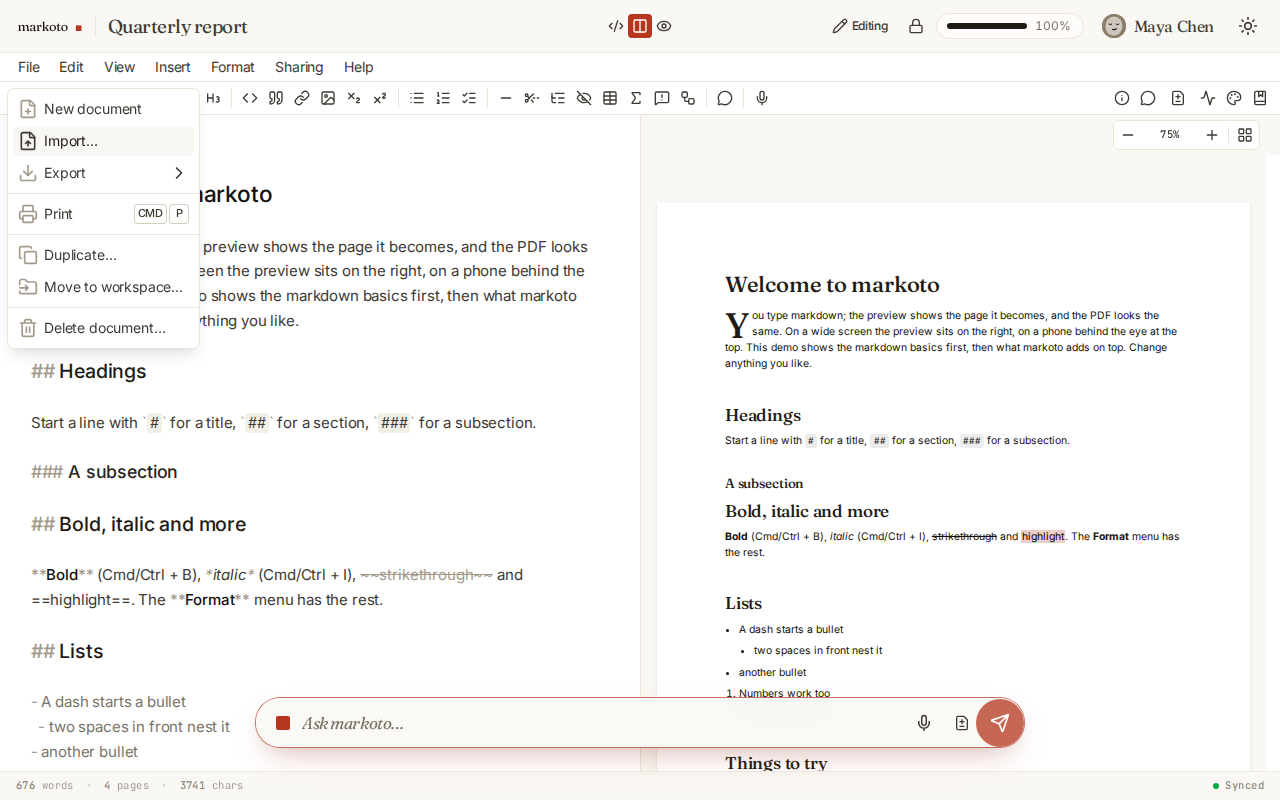 markoto
Quarterly report
Editing
100%
Maya Chen
File Edit View Insert Format Sharing Help
New document
Import...
Export
Print CMD P
Duplicate...
Move to workspace...
Delete document...
H3
75%
markoto
preview shows the page it becomes, and the PDF looks
the preview sits on the right, on a phone behind the
shows the markdown basics first, then what markoto
you like.
## Headings
Start a line with `#` for a title, `##` for a section, `###` for a subsection.
### A subsection
## Bold, italic and more
**Bold** (Cmd/Ctrl + B), *italic* (Cmd/Ctrl + I), ~~strikethrough~~ and
==highlight==. The **Format** menu has the rest.
## Lists
- A dash starts a bullet
- two spaces in front nest it
- another bullet
Welcome to markoto
You type markdown; the preview shows the page it becomes, and the PDF looks the
same. On a wide screen the preview sits on the right, on a phone behind the eye at the
top. This demo shows the markdown basics first, then what markoto adds on top. Change
anything you like.
Headings
Start a line with # for a title, ## for a section, ### for a subsection.
A subsection
Bold, italic and more
Bold (Cmd/Ctrl + B), italic (Cmd/Ctrl + I), strikethrough and highlight. The Format menu has
the rest.
Lists
• A dash starts a bullet
• two spaces in front nest it
• another bullet
1. Numbers work too
Things to try
Ask markoto...
676 words · 4 pages · 3741 chars
Synced